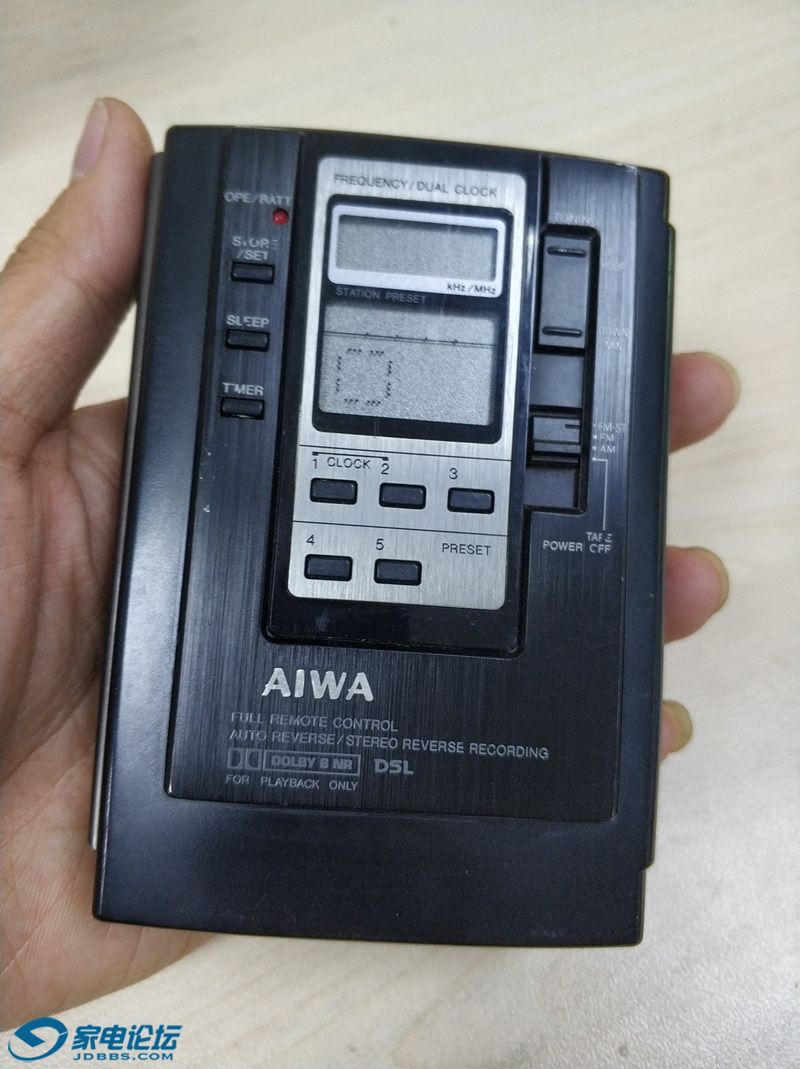 FREQUENCY/DUAL CLOCK
OPE/BATT
STORE
/SET
kHz/MHz
STATION PRESET
SLEEP
TIMER
TUNING
DOWN
MIN
FM-ST
FM
AM
1 CLOCK 2
3
4
5
PRESET
TAPE
POWER OFF
AIWA
FULL REMOTE CONTROL
AUTO REVERSE/STEREO REVERSE RECORDING
DOLBY B NR DSL
FOR PLAYBACK ONLY
家电论坛
JDBBS.COM